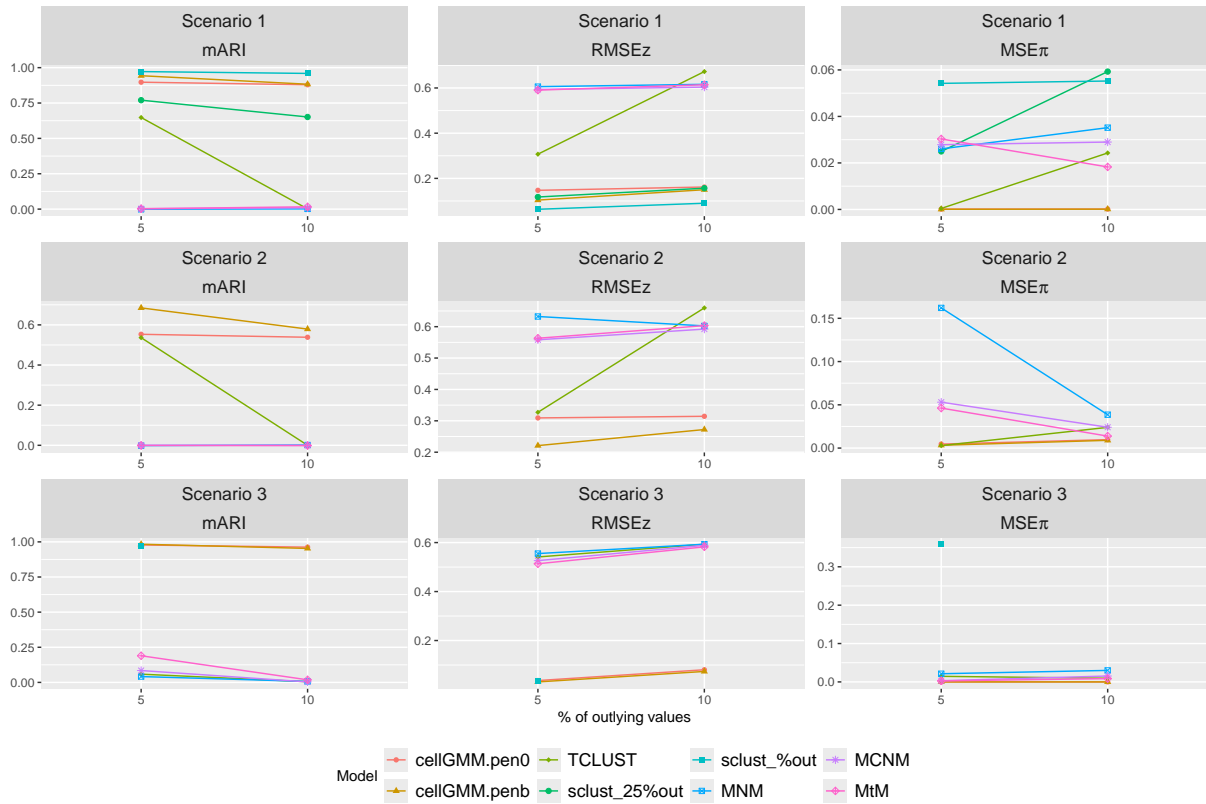 Scenario 1 Scenario 1 Scenario 1
mARI RMSEz MSEπ
1.00
0.75
0.50
0.25
0.00
0.6
0.4
0.2
0.06
0.04
0.02
0.00
5 10 5 10 5 10
Scenario 2 Scenario 2 Scenario 2
mARI RMSEz MSEπ
0.6
0.4
0.2
0.0
0.6
0.5
0.4
0.3
0.2
0.15
0.10
0.05
0.00
5 10 5 10 5 10
Scenario 3 Scenario 3 Scenario 3
mARI RMSEz MSEπ
1.00
0.75
0.50
0.25
0.00
0.6
0.4
0.2
0.3
0.2
0.1
0.0
5 10 5 10 5 10
% of outlying values
Model
cellGMM.pen0 TCLUST sclust_%out MCNM
cellGMM.penb sclust_25%out MNM MtM